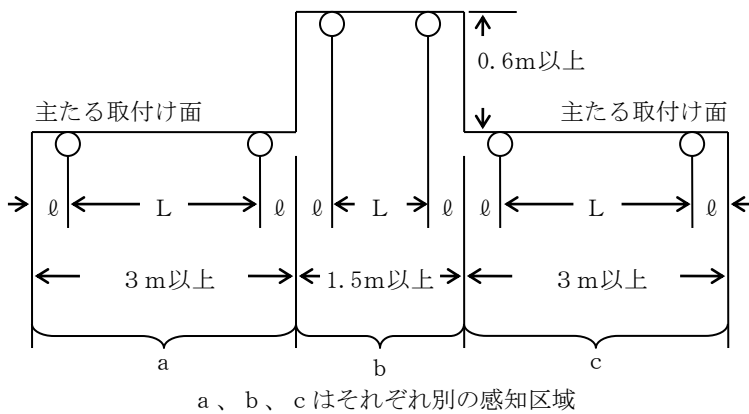 0.6m以上
主たる取付け面 主たる取付け面
ℓ L ℓ ℓ L ℓ ℓ L ℓ
3m以上 1.5m以上 3m以上
a b c
a、b、cはそれぞれ別の感知区域